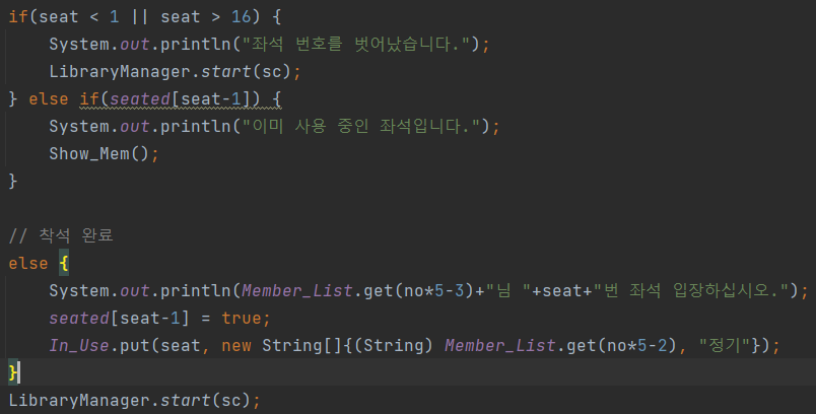 if(seat < 1 || seat > 16) {
System.out.println("좌석 번호를 벗어났습니다.");
LibraryManager.start(sc);
} else if(seated[seat-1]) {
System.out.println("이미 사용 중인 좌석입니다.");
Show_Mem();
}
// 착석 완료
else {
System.out.println(Member_List.get(no*5-3)+"님 "+seat+"번 좌석 입장하십시오.");
seated[seat-1] = true;
In_Use.put(seat, new String[]{(String) Member_List.get(no*5-2), "정기"});
}
LibraryManager.start(sc);